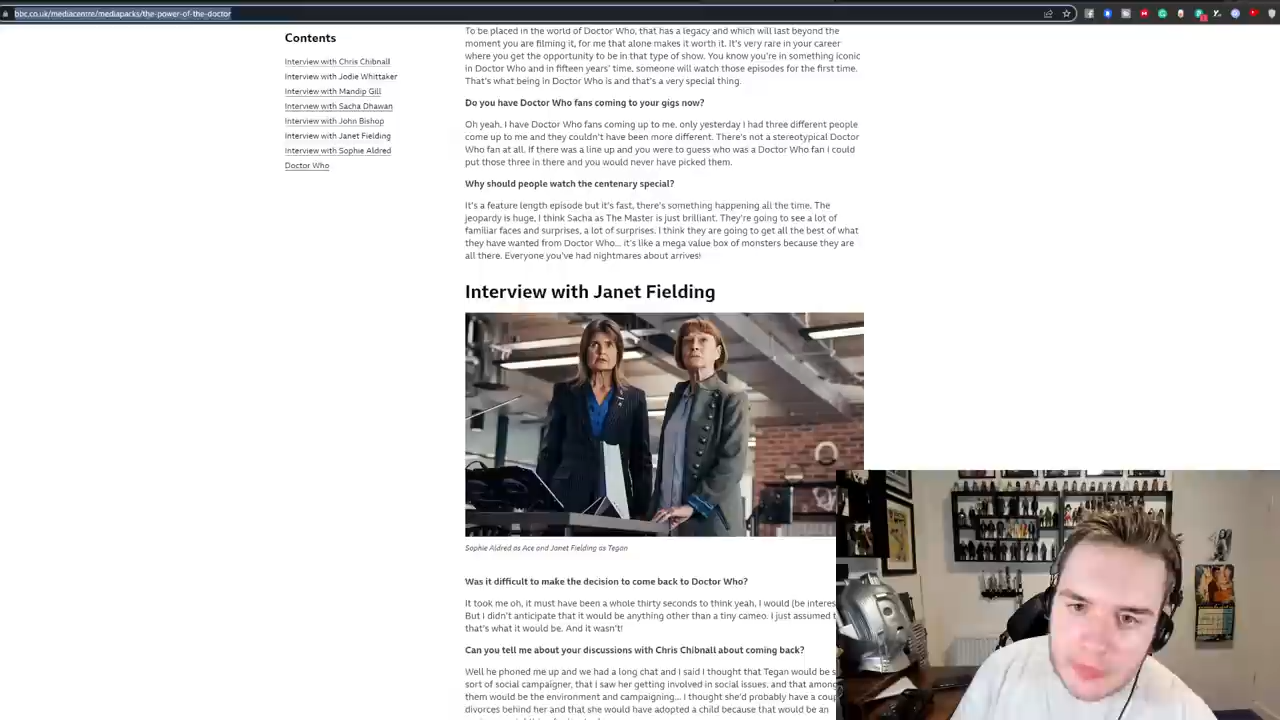 bbc.co.uk/mediacentre/mediapacks/the-power-of-the-doctor
Contents
Interview with Chris Chibnall
Interview with Jodie Whittaker
Interview with Mandip Gill
Interview with Sacha Dhawan
Interview with John Bishop
Interview with Janet Fielding
Interview with Sophie Aldred
Doctor Who
To be placed in the world of Doctor Who, that has a legacy and which will last beyond the
moment you are filming it, for me that alone makes it worth it. It's very rare in your career
where you get the opportunity to be in that type of show. You know you're in something iconic
in Doctor Who and in fifteen years' time, someone will watch those episodes for the first time.
That's what being in Doctor Who is and that's a very special thing.
Do you have Doctor Who fans coming to your gigs now?
Oh yeah, I have Doctor Who fans coming up to me, only yesterday I had three different people
come up to me and they couldn't have been more different. There's not a stereotypical Doctor
Who fan at all. If there was a line up and you were to guess who was a Doctor Who fan I could
put those three in there and you would never have picked them.
Why should people watch the centenary special?
It's a feature length episode but it's fast, there's something happening all the time. The
jeopardy is huge, I think Sacha as The Master is just brilliant. They're going to see a lot of
familiar faces and surprises, a lot of surprises. I think they are going to get all the best of what
they have wanted from Doctor Who... it's like a mega value box of monsters because they are
all there. Everyone you've had nightmares about arrives!
Interview with Janet Fielding
Sophie Aldred as Ace and Janet Fielding as Tegan
Was it difficult to make the decision to come back to Doctor Who?
It took me oh, it must have been a whole thirty seconds to think yeah, I would (be
But I didn't anticipate that it would be anything other than a tiny cameo. I just assumed
that's what it would be. And it wasn't!
Can you tell me about your discussions with Chris Chibnall about coming back?
Well he phoned me up and we had a long chat and I said I thought that Tegan would be
sort of social campaigner, that I saw her getting involved in social issues, and that
them would be the environment and campaigning... I thought she'd probably have a
divorces behind her and that she would have adopted a child because that would be an